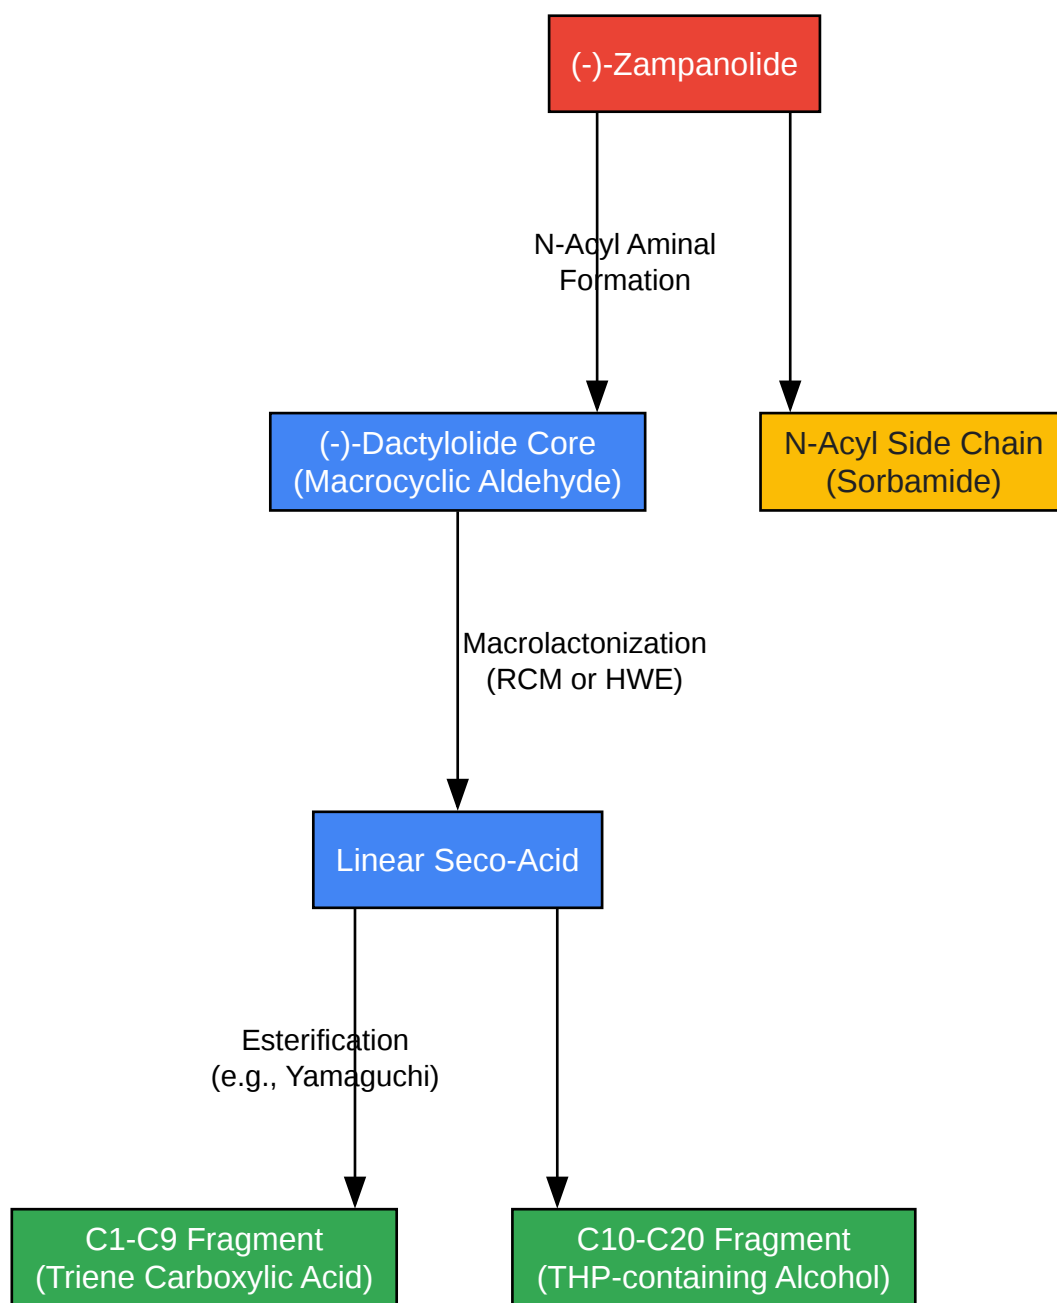 (-)-Zampanolide
N-Acyl Aminal
Formation
(-)-Dactylolide Core
(Macrocyclic Aldehyde)
N-Acyl Side Chain
(Sorbamide)
Macrolactonization
(RCM or HWE)
Linear Seco-Acid
Esterification
(e.g., Yamaguchi)
C1-C9 Fragment
(Triene Carboxylic Acid)
C10-C20 Fragment
(THP-containing Alcohol)